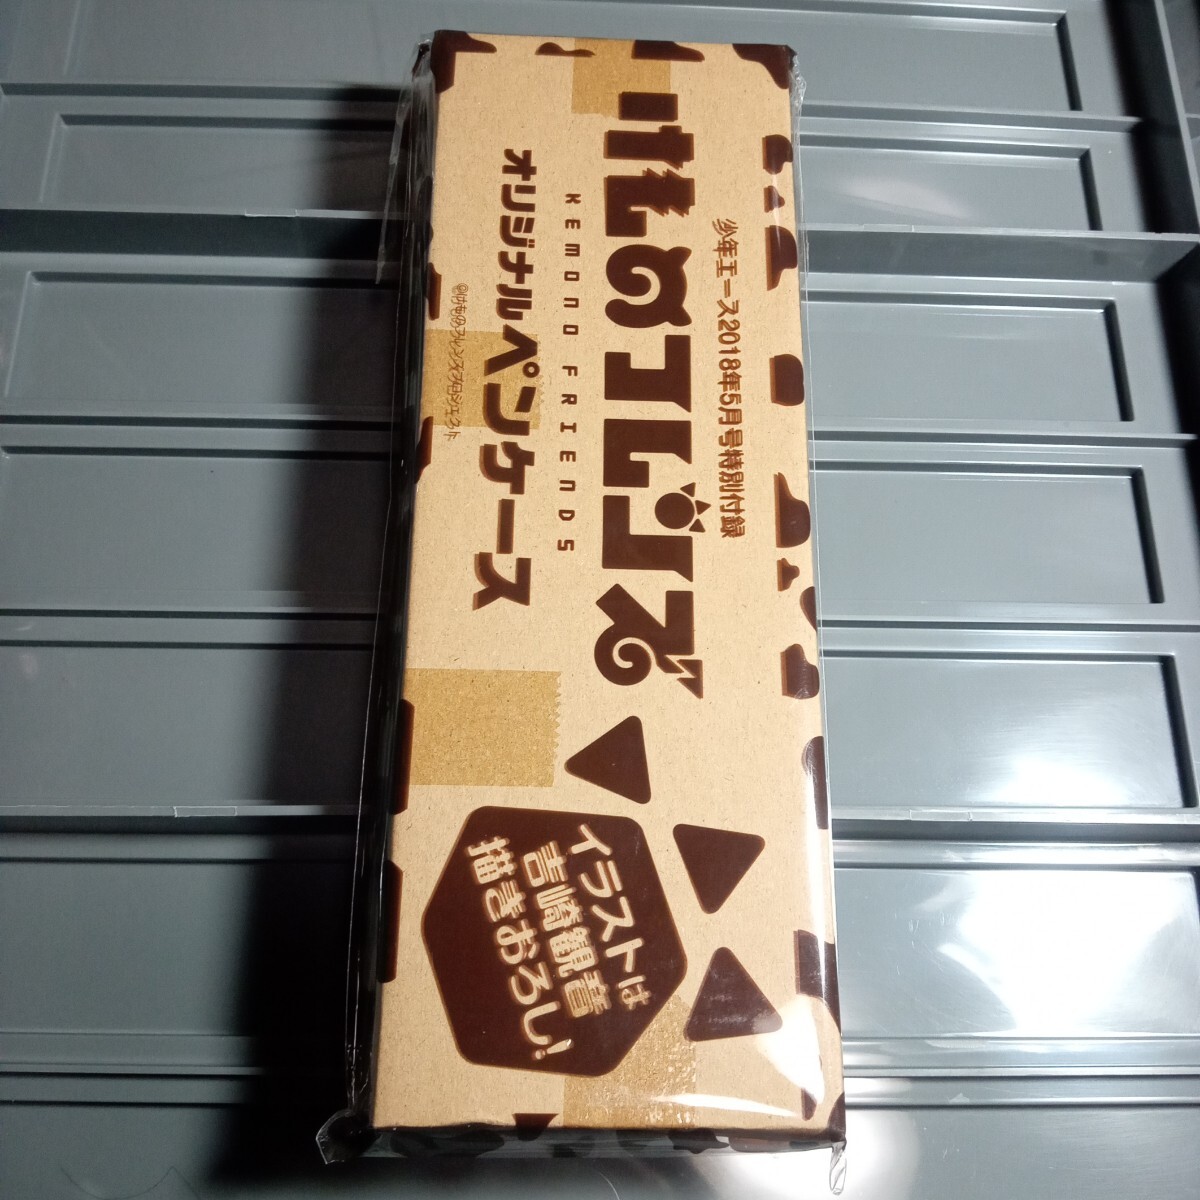 少年エース2018年5月号特別付録
けものフレンズ
KEMONO FRIENDS
オリジナルペンケース
©けものフレンズプロジェクト
イラストは
吉崎観音
描きおろし!